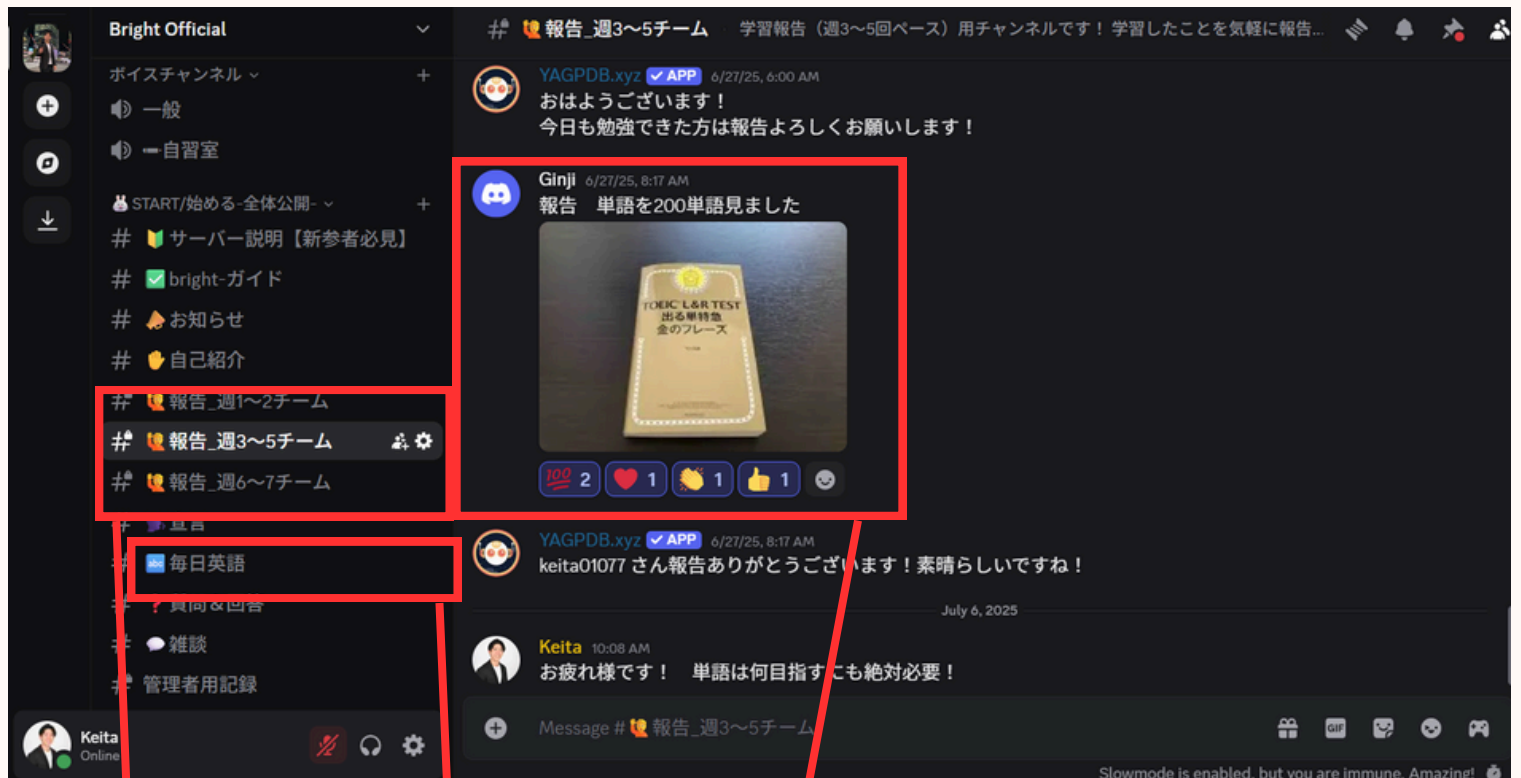 Bright Official
ボイスチャンネル
一般
自習室
START/始める-全体公開-
サーバー説明【新参者必見】
bright-ガイド
お知らせ
自己紹介
報告_週1〜2チーム
報告_週3〜5チーム
報告_週6〜7チーム
宣言
毎日英語
質問&回答
雑談
管理者用記録
Keita
Online
報告_週3〜5チーム
学習報告（週3〜5回ペース）用チャンネルです！ 学習したことを気軽に報告...
YAGPDB.xyz APP 6/27/25, 6:00 AM
おはようございます！
今日も勉強できた方は報告よろしくお願いします！
Ginji 6/27/25, 8:17 AM
報告　単語を200単語見ました
TOEIC L&R TEST
出る単特急
金のフレーズ
100 2 1 1 1
YAGPDB.xyz APP 6/27/25, 8:17 AM
keita01077 さん報告ありがとうございます！素晴らしいですね！
July 6, 2025
Keita 10:08 AM
お疲れ様です！　単語は何目指すにも絶対必要！
Message # 報告_週3〜5チーム
GIF
Slowmode is enabled, but you are immune. Amazing!